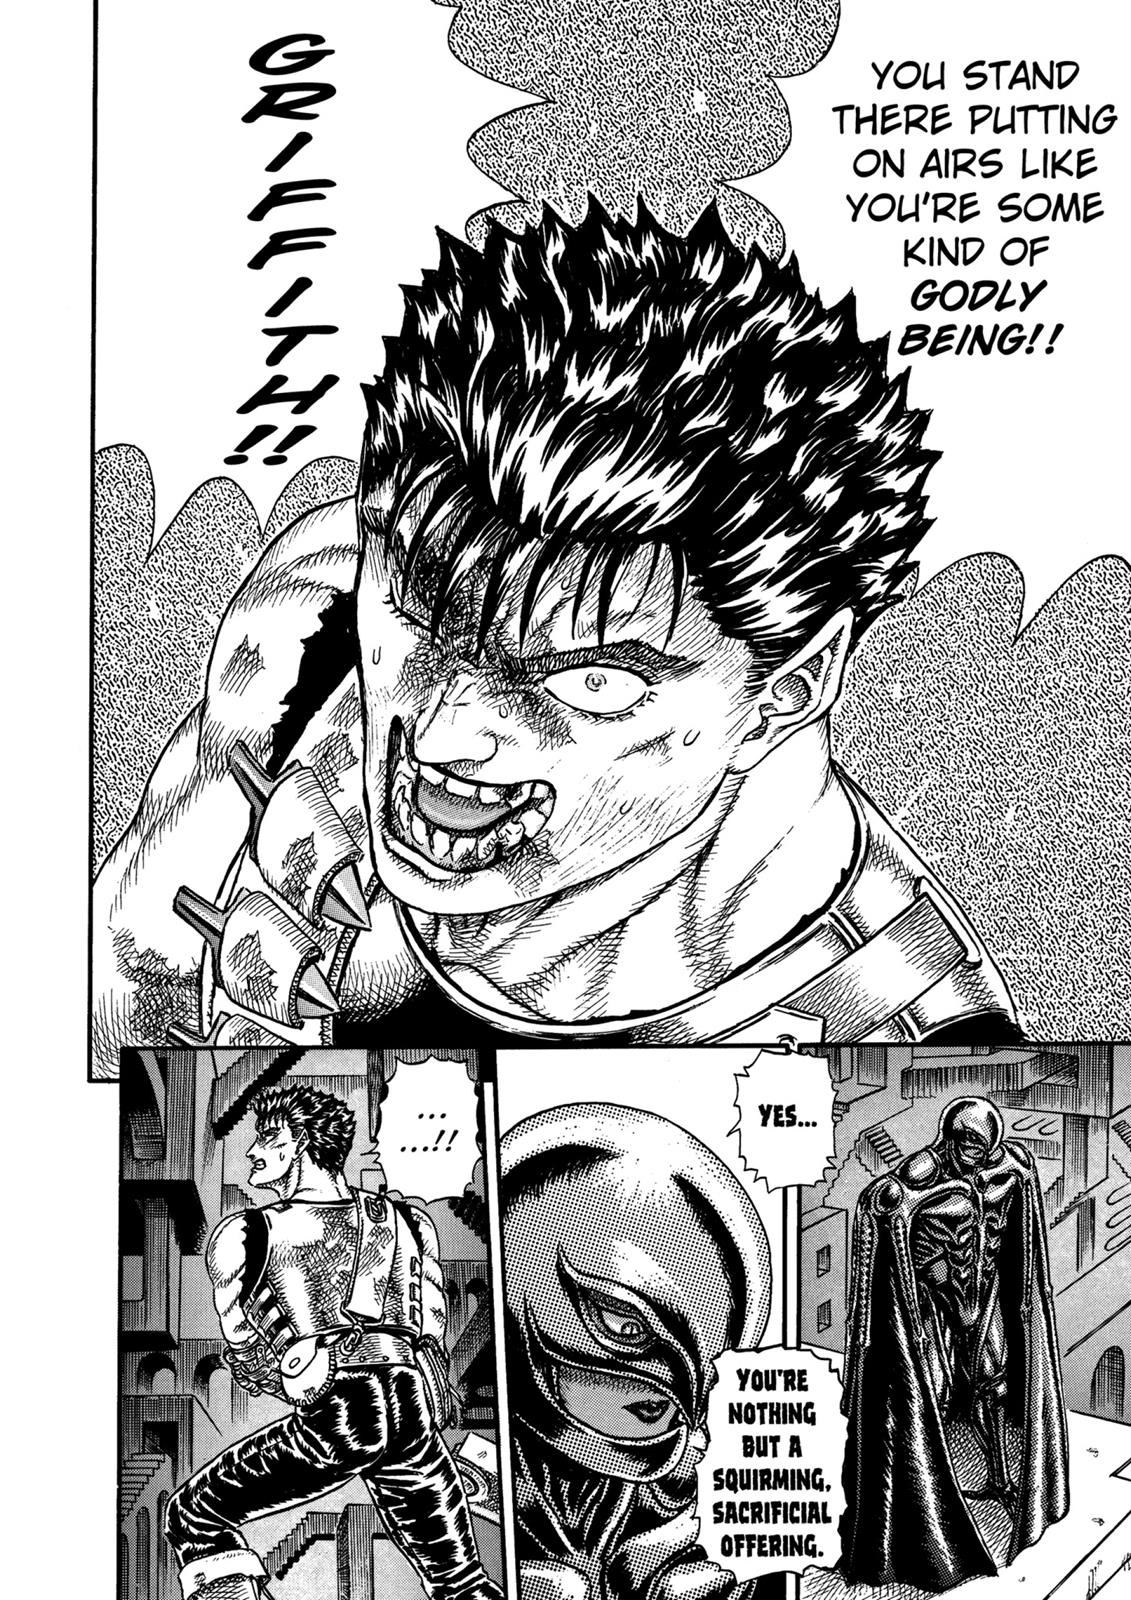 YOU STAND
THERE PUTTING
ON AIRS LIKE
YOU'RE SOME
KIND OF
GODLY
BEING!!
GRIFFITH!!
YES...
YOU'RE
NOTHING
BUT A
SQUIRMING,
SACRIFICIAL
OFFERING.
...
...!!